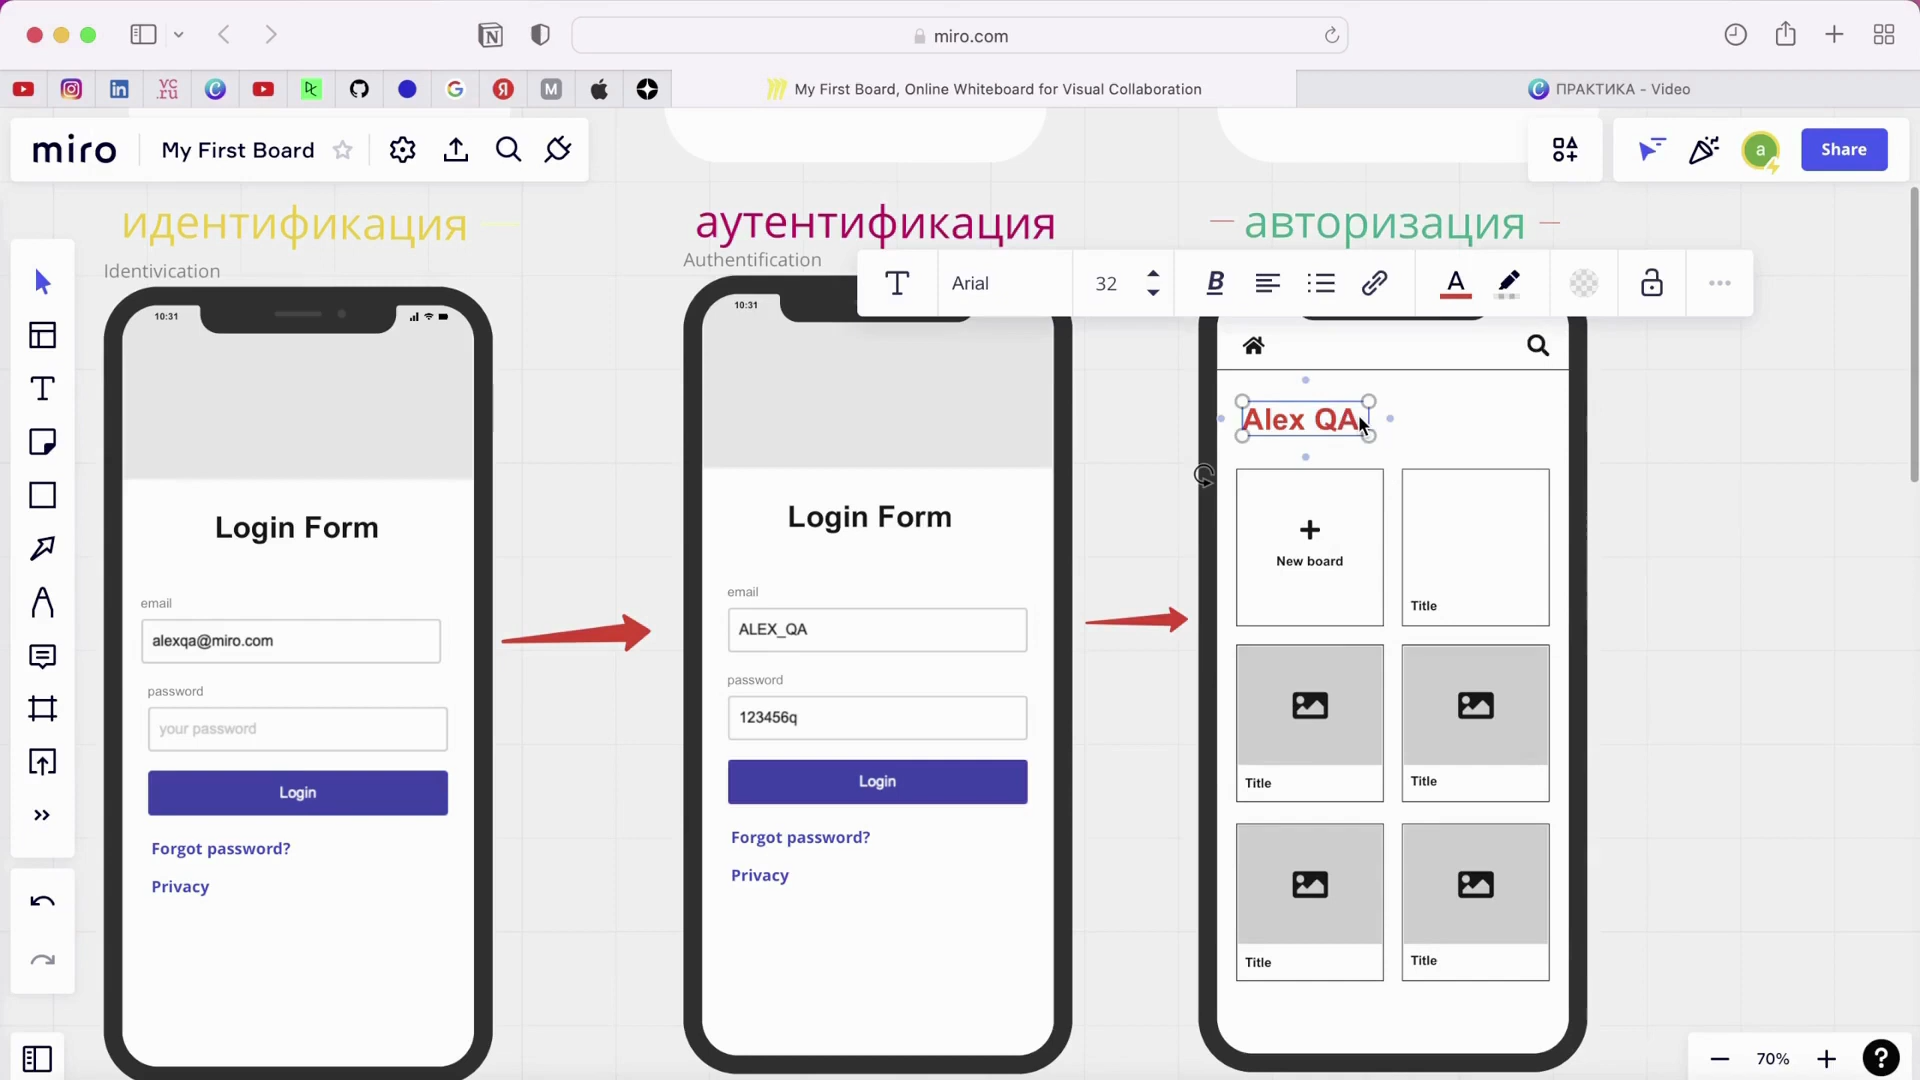 miro.com
My First Board, Online Whiteboard for Visual Collaboration
ПРАКТИКА - Video
miro
My First Board
a
Share
идентификация
аутентификация
авторизация
Identivication
Authentification
T
Arial
32
B
A
10:31
10:31
Alex QA
Login Form
email
alexqa@miro.com
password
your password
Login
Forgot password?
Privacy
Login Form
email
ALEX_QA
password
123456q
Login
Forgot password?
Privacy
New board
Title
Title
Title
Title
Title
70%